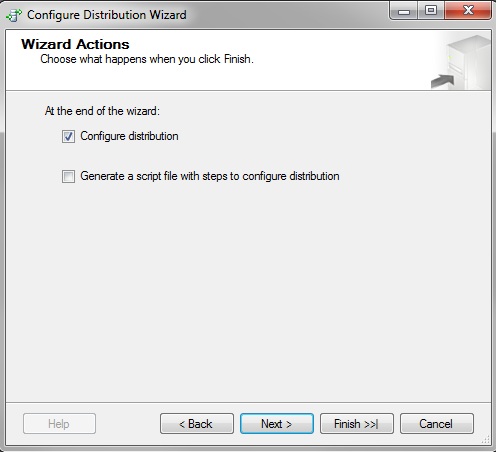 Configure Distribution Wizard
Wizard Actions
Choose what happens when you click Finish.
At the end of the wizard:
Configure distribution
Generate a script file with steps to configure distribution
Help
< Back
Next >
Finish >>|
Cancel